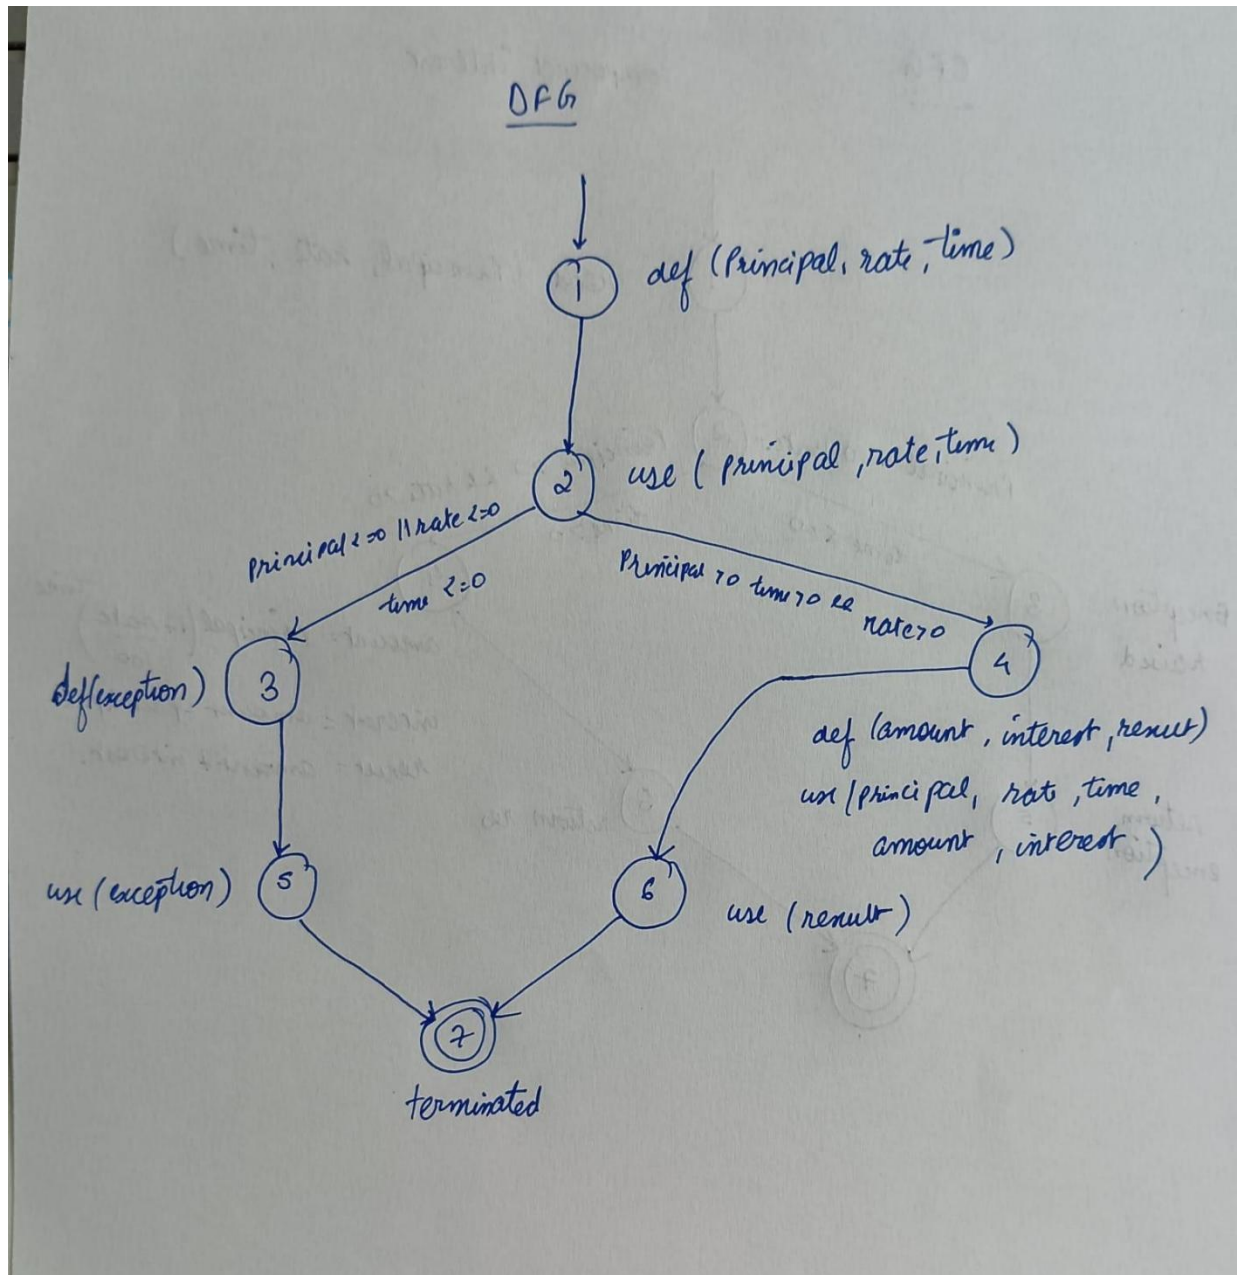 DFG
1
def (Principal, rate, time)
2
use (principal, rate, time)
principal <=0 || rate <=0
time <=0
Principal >0 time >0 &&
rate >0
3
def(exception)
4
def (amount, interest, result)
use (principal, rate, time,
amount, interest)
5
use (exception)
6
use (result)
7
terminated